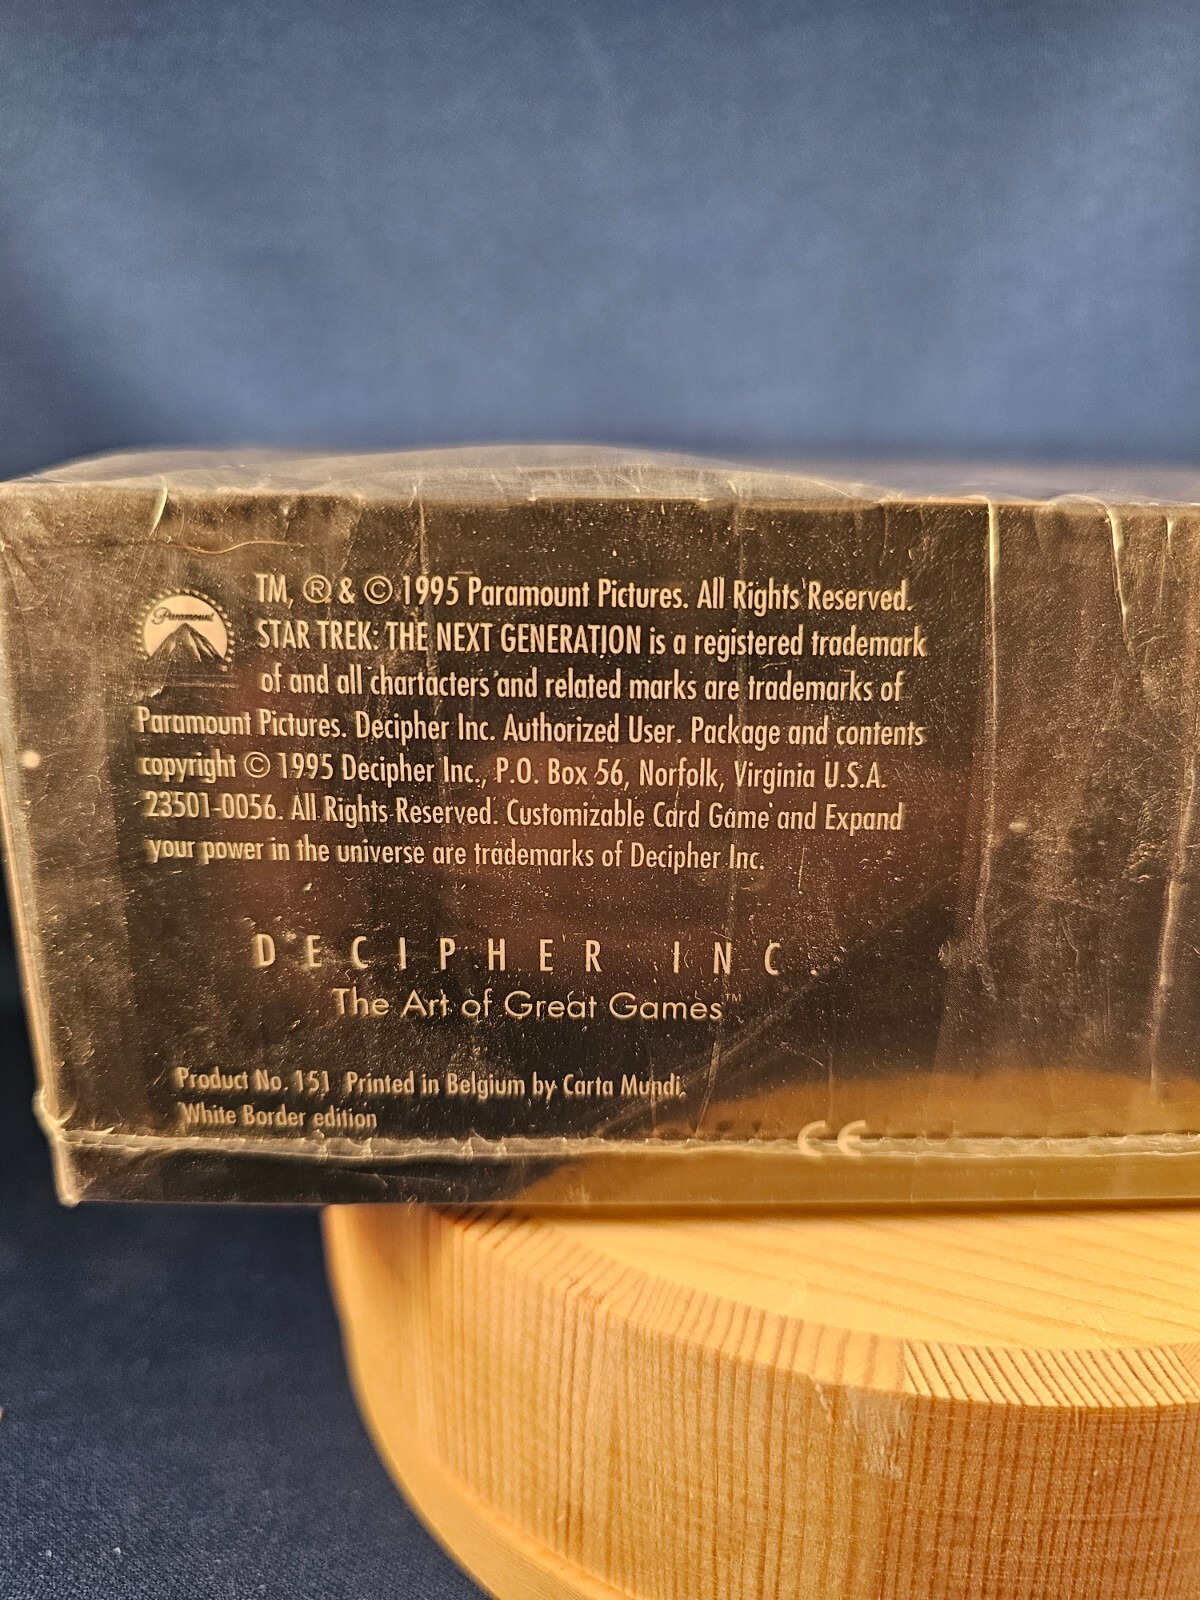 Paramount
TM, ® & © 1995 Paramount Pictures. All Rights Reserved.
STAR TREK: THE NEXT GENERATION is a registered trademark
of and all chartacters and related marks are trademarks of
Paramount Pictures. Decipher Inc. Authorized User. Package and contents
copyright © 1995 Decipher Inc., P.O. Box 56, Norfolk, Virginia U.S.A.
23501-0056. All Rights Reserved. Customizable Card Game and Expand
your power in the universe are trademarks of Decipher Inc.
DECIPHER INC.
The Art of Great Games™
Product No. 151 Printed in Belgium by Carta Mundi.
White Border edition
CE